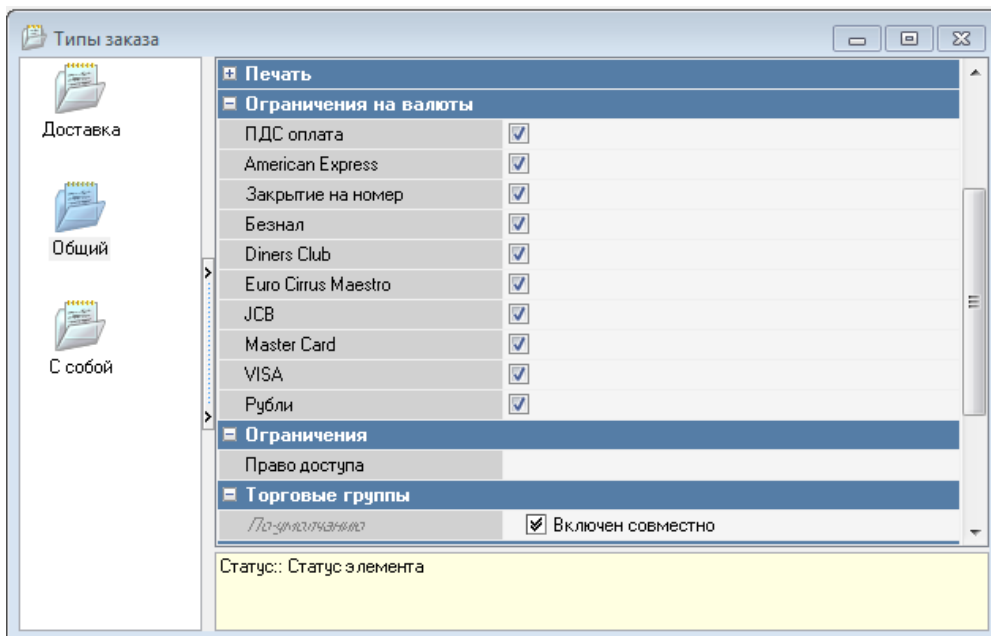 Типы заказа
Доставка
Общий
С собой
Печать
Ограничения на валюты
ПДС оплата
American Express
Закрытие на номер
Безнал
Diners Club
Euro Cirrus Maestro
JCB
Master Card
VISA
Рубли
Ограничения
Право доступа
Торговые группы
По-умолчанию Включен совместно
Статус:: Статус элемента